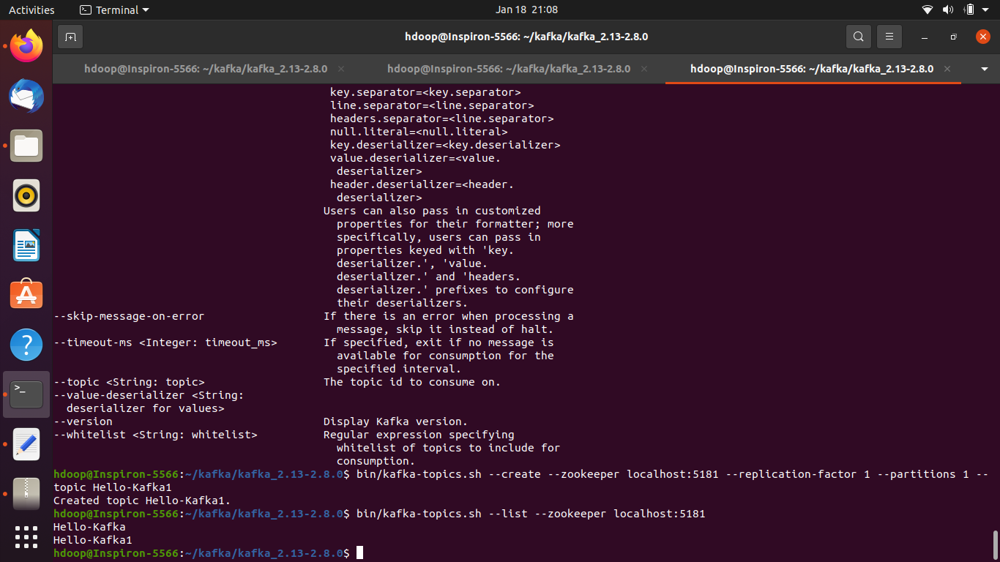 Activities Terminal Jan 18 21:08
hdoop@Inspiron-5566: ~/kafka/kafka_2.13-2.8.0
hdoop@Inspiron-5566: ~/kafka/kafka_2.13-2.8.0 × hdoop@Inspiron-5566: ~/kafka/kafka_2.13-2.8.0 × hdoop@Inspiron-5566: ~/kafka/kafka_2.13-2.8.0 ×
key.separator=<key.separator>
line.separator=<line.separator>
headers.separator=<line.separator>
null.literal=<null.literal>
key.deserializer=<key.deserializer>
value.deserializer=<value.
deserializer>
header.deserializer=<header.
deserializer>
Users can also pass in customized
properties for their formatter; more
specifically, users can pass in
properties keyed with 'key.
deserializer.', 'value.
deserializer.' and 'headers.
deserializer.' prefixes to configure
their deserializers.
--skip-message-on-error If there is an error when processing a
message, skip it instead of halt.
--timeout-ms <Integer: timeout_ms> If specified, exit if no message is
available for consumption for the
specified interval.
--topic <String: topic> The topic id to consume on.
--value-deserializer <String:
deserializer for values>
--version Display Kafka version.
--whitelist <String: whitelist> Regular expression specifying
whitelist of topics to include for
consumption.
hdoop@Inspiron-5566:~/kafka/kafka_2.13-2.8.0$ bin/kafka-topics.sh --create --zookeeper localhost:5181 --replication-factor 1 --partitions 1 --
topic Hello-Kafka1
Created topic Hello-Kafka1.
hdoop@Inspiron-5566:~/kafka/kafka_2.13-2.8.0$ bin/kafka-topics.sh --list --zookeeper localhost:5181
Hello-Kafka
Hello-Kafka1
hdoop@Inspiron-5566:~/kafka/kafka_2.13-2.8.0$